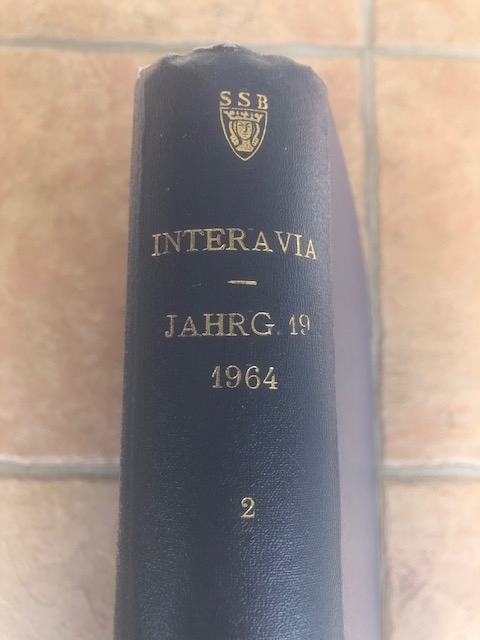 SSB
INTERAVIA
JAHRG. 19
1964
2